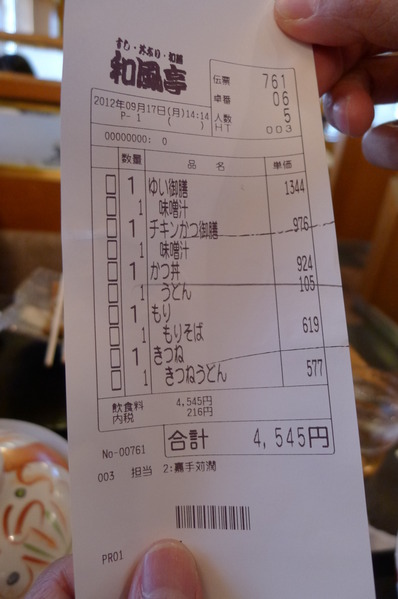 すし・天ぷら・和膳
和風亭
伝票 761
卓番 06
人数 5
HT 003
2012年09月17日(月)14:14
P- 1 ( )
00000000: 0
数量 品名 単価
1 ゆい御膳 1344
1 味噌汁
1 チキンかつ御膳 976
1 味噌汁
1 かつ丼 924
1 うどん 105
1 もり
1 もりそば 619
1 きつね
1 きつねうどん 577
飲食料 4,545円
内税 216円
合計 4,545円
No-00761
003 担当 2:嘉手苅潤
PR01